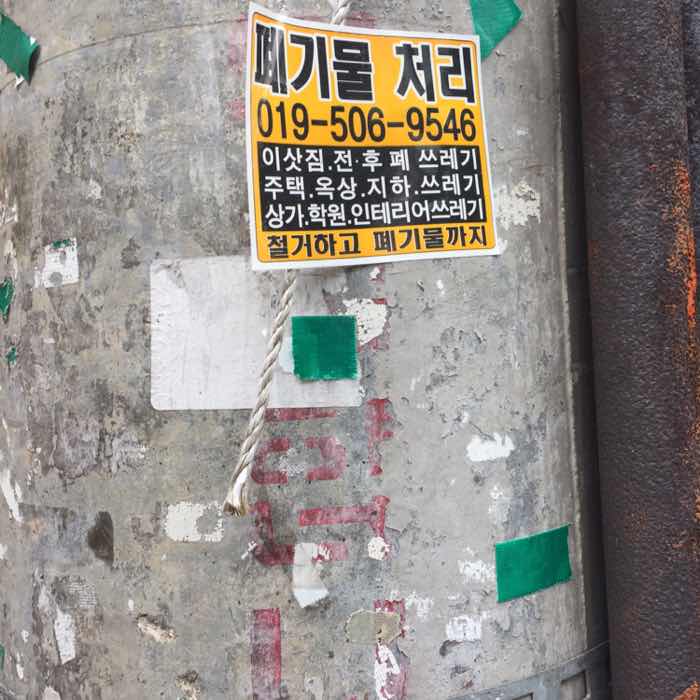 폐기물 처리
019-506-9546
이삿짐.전·후 폐 쓰레기
주택.옥상.지하.쓰레기
상가.학원.인테리어쓰레기
철거하고 폐기물까지